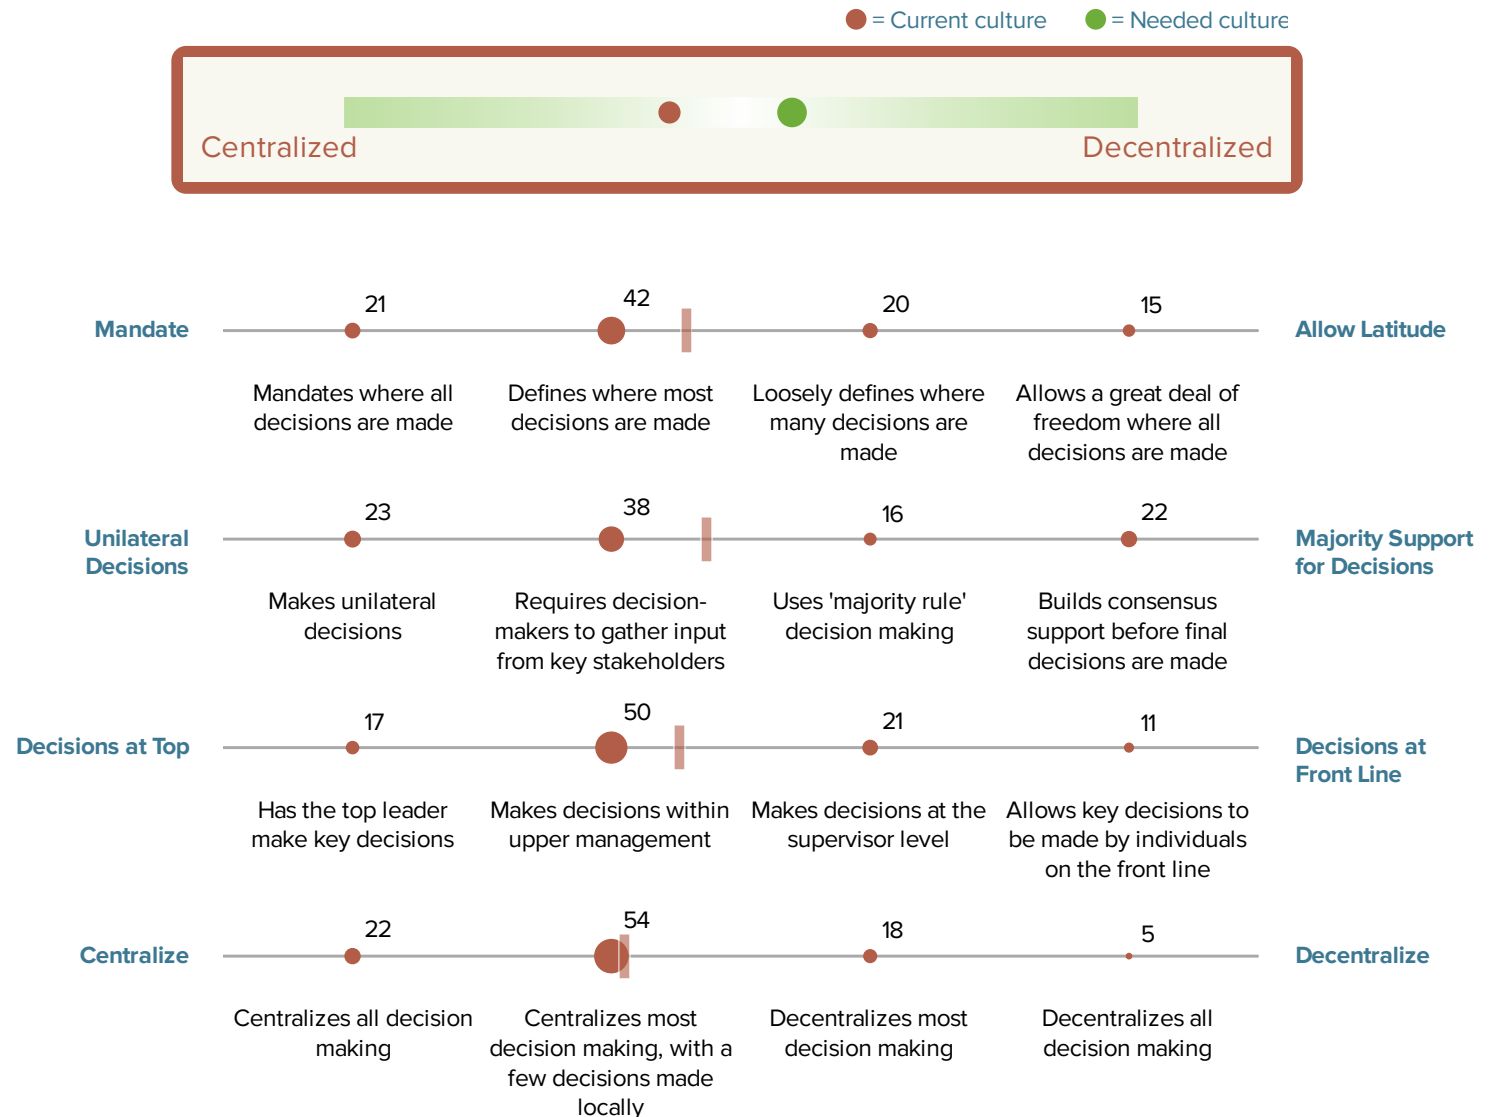 = Current culture
= Needed culture
Centralized
Decentralized
21
42
20
15
Mandate
Allow Latitude
Mandates where all
decisions are made
Defines where most
decisions are made
Loosely defines where
many decisions are
made
Allows a great deal of
freedom where all
decisions are made
23
38
16
22
Unilateral
Decisions
Majority Support
for Decisions
Makes unilateral
decisions
Requires decision-
makers to gather input
from key stakeholders
Uses 'majority rule'
decision making
Builds consensus
support before final
decisions are made
17
50
21
11
Decisions at Top
Decisions at
Front Line
Has the top leader
make key decisions
Makes decisions within
upper management
Makes decisions at the
supervisor level
Allows key decisions to
be made by individuals
on the front line
22
54
18
5
Centralize
Decentralize
Centralizes all decision
making
Centralizes most
decision making, with a
few decisions made
locally
Decentralizes most
decision making
Decentralizes all
decision making